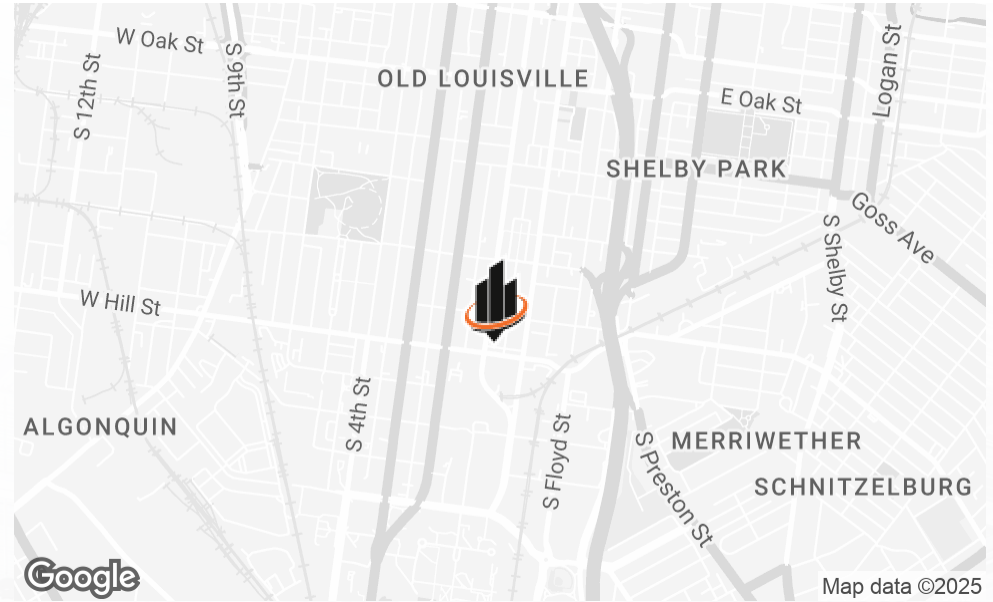 W Oak St
S 12th St
S 9th St
OLD LOUISVILLE
E Oak St
Logan St
SHELBY PARK
Goss Ave
S Shelby St
W Hill St
S 4th St
ALGONQUIN
S Floyd St
S Preston St
MERRIWETHER
SCHNITZELBURG
Google
Map data ©2025